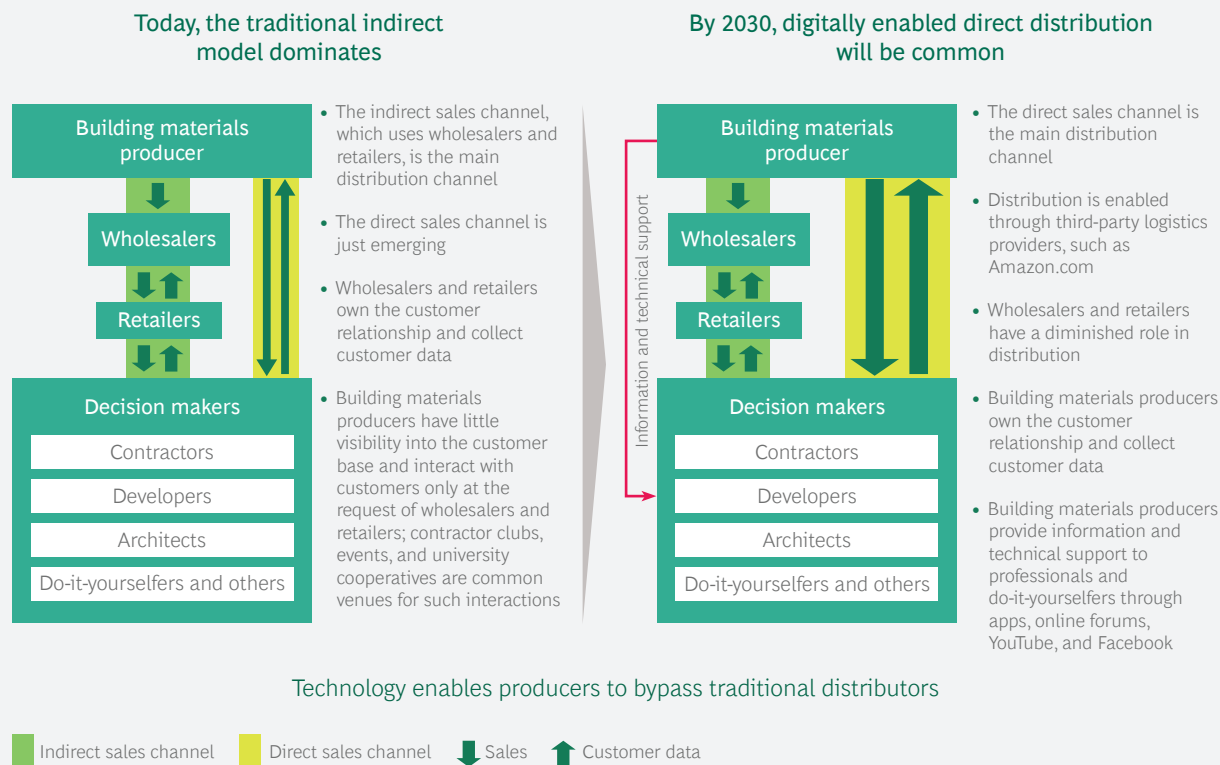 Today, the traditional indirect
model dominates
Building materials
producer
Wholesalers
Retailers
Decision makers
Contractors
Developers
Architects
Do-it-yourselfers and others
• The indirect sales channel,
which uses wholesalers and
retailers, is the main
distribution channel
• The direct sales channel is
just emerging
• Wholesalers and retailers
own the customer
relationship and collect
customer data
• Building materials
producers have little
visibility into the customer
base and interact with
customers only at the
request of wholesalers and
retailers; contractor clubs,
events, and university
cooperatives are common
venues for such interactions
By 2030, digitally enabled direct distribution
will be common
Building materials
producer
Wholesalers
Retailers
Information and technical support
Decision makers
Contractors
Developers
Architects
Do-it-yourselfers and others
• The direct sales channel is
the main distribution
channel
• Distribution is enabled
through third-party logistics
providers, such as
Amazon.com
• Wholesalers and retailers
have a diminished role in
distribution
• Building materials producers
own the customer
relationship and collect
customer data
• Building materials producers
provide information and
technical support to
professionals and
do-it-yourselfers through
apps, online forums,
YouTube, and Facebook
Technology enables producers to bypass traditional distributors
Indirect sales channel
Direct sales channel
Sales
Customer data